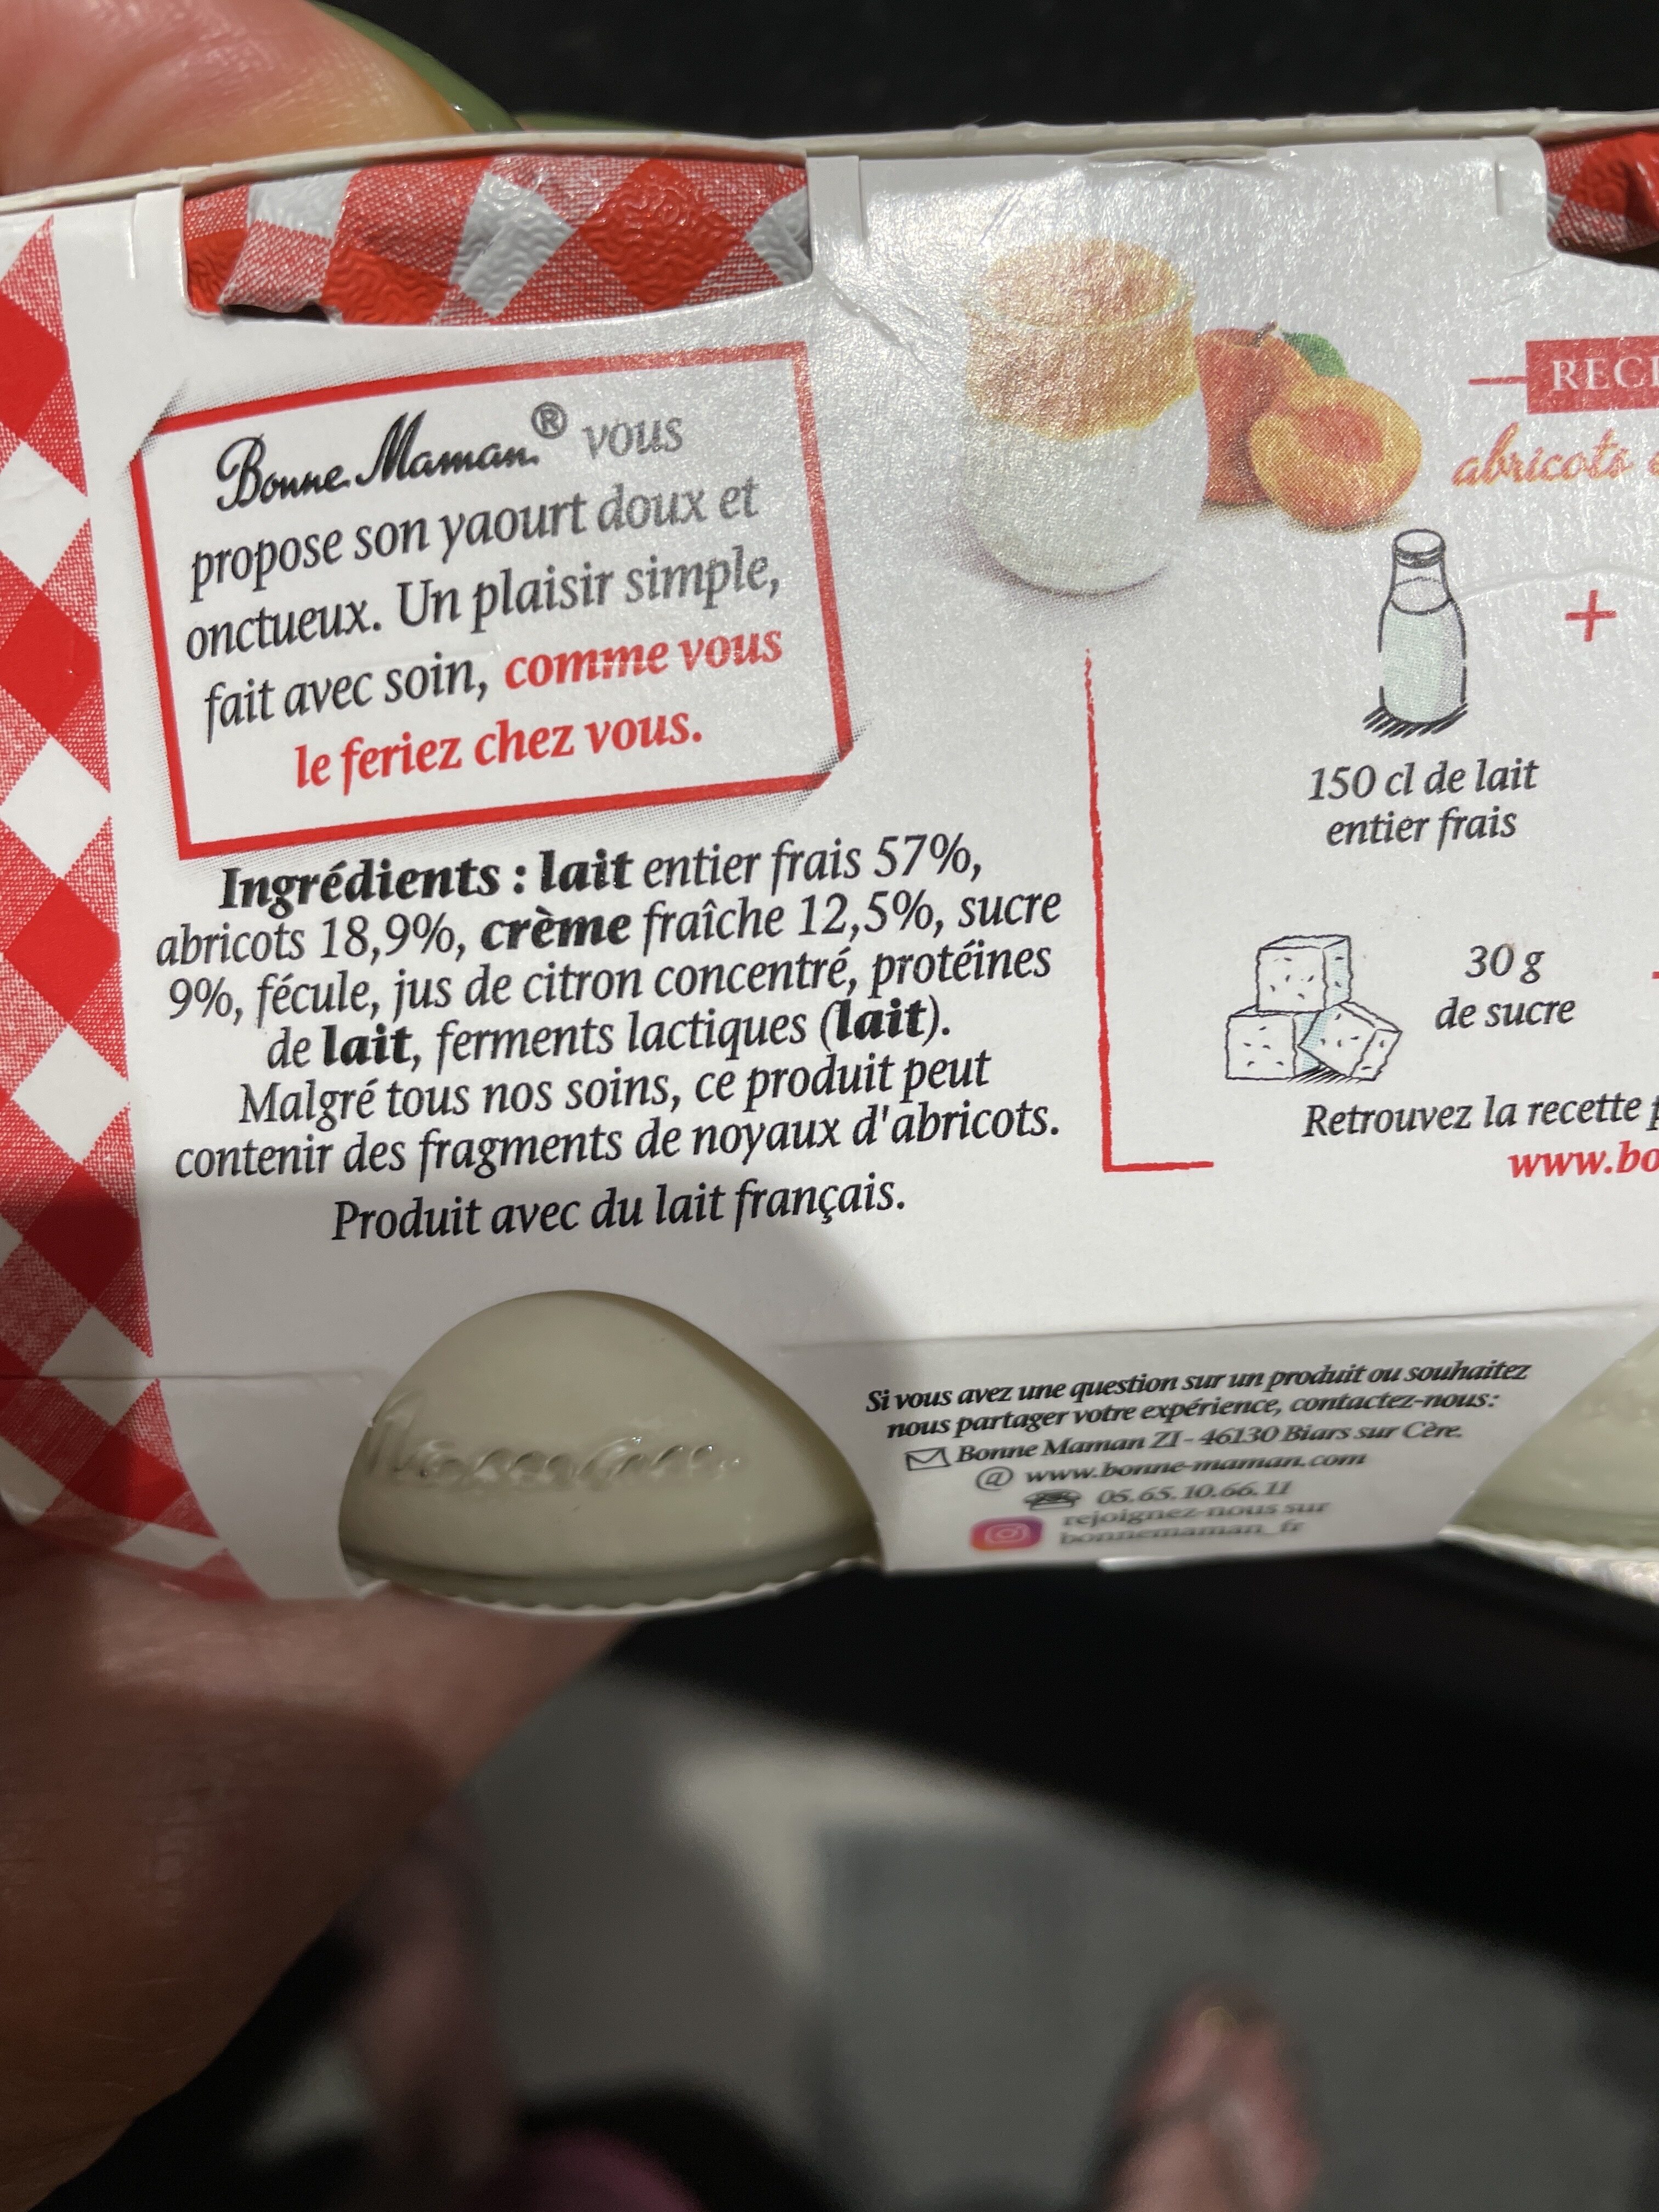 Bonne Maman® vous
propose son yaourt doux et
onctueux. Un plaisir simple,
fait avec soin, comme vous
le feriez chez vous.
Ingrédients : lait entier frais 57%,
abricots 18,9%, crème fraîche 12,5%, sucre
9%, fécule, jus de citron concentré, protéines
de lait, ferments lactiques (lait).
Malgré tous nos soins, ce produit peut
contenir des fragments de noyaux d'abricots.
Produit avec du lait français.
abricots
+
150 cl de lait
entier frais
30 g
de sucre
Retrouvez la recette
www.bo
Si vous avez une question sur un produit ou souhaitez
nous partager votre expérience, contactez-nous:
Bonne Maman ZI - 46130 Biars sur Cère.
@ www.bonne-maman.com
05.65.10.66.11
rejoignez-nous sur
bonnemaman_fr